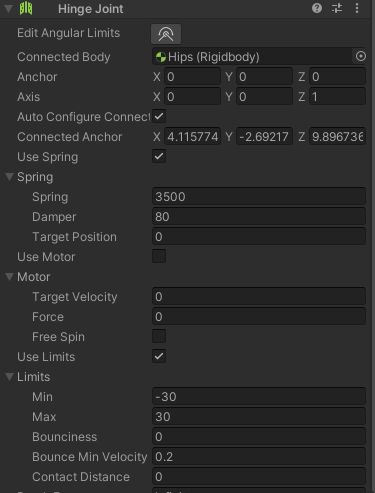 Hinge Joint
Edit Angular Limits
Connected Body Hips (Rigidbody)
Anchor X 0 Y 0 Z 0
Axis X 0 Y 0 Z 1
Auto Configure Connect
Connected Anchor X 4.115774 Y -2.69217 Z 9.896736
Use Spring
Spring
Spring 3500
Damper 80
Target Position 0
Use Motor
Motor
Target Velocity 0
Force 0
Free Spin
Use Limits
Limits
Min -30
Max 30
Bounciness 0
Bounce Min Velocity 0.2
Contact Distance 0